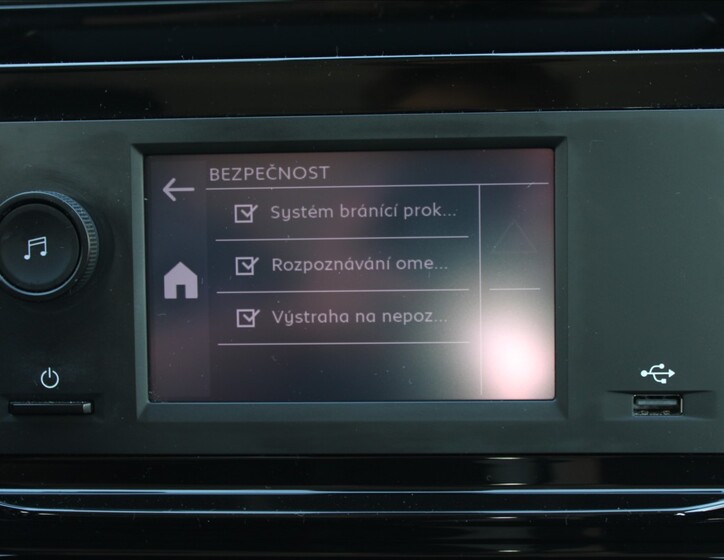 BEZPEČNOST
Systém bránící prok...
Rozpoznávání ome...
Výstraha na nepoz...